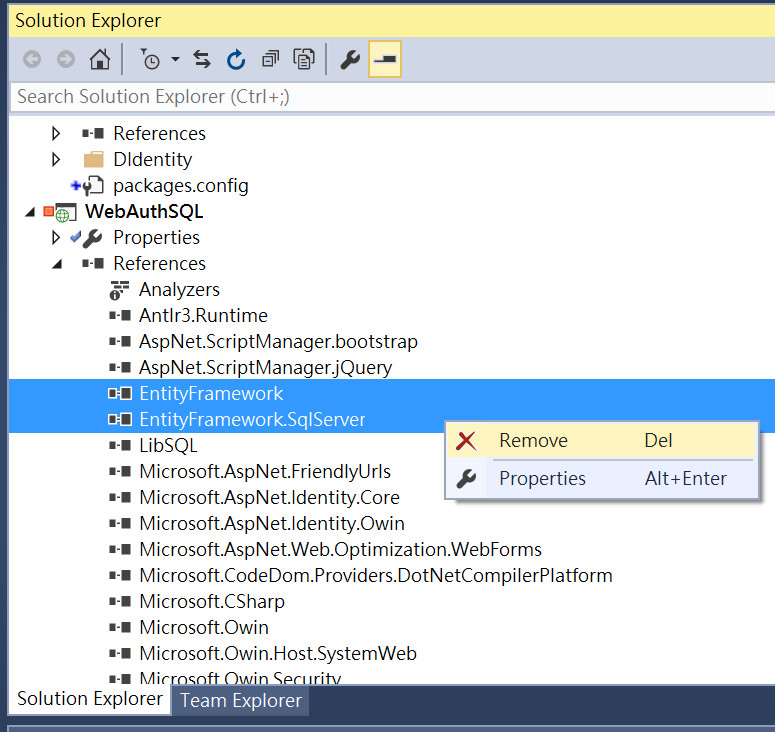 Solution Explorer
Search Solution Explorer (Ctrl+;)
References
DIdentity
packages.config
WebAuthSQL
Properties
References
Analyzers
Antlr3.Runtime
AspNet.ScriptManager.bootstrap
AspNet.ScriptManager.jQuery
EntityFramework
EntityFramework.SqlServer
Remove Del
LibSQL
Microsoft.AspNet.FriendlyUrls
Properties Alt+Enter
Microsoft.AspNet.Identity.Core
Microsoft.AspNet.Identity.Owin
Microsoft.AspNet.Web.Optimization.WebForms
Microsoft.CodeDom.Providers.DotNetCompilerPlatform
Microsoft.CSharp
Microsoft.Owin
Microsoft.Owin.Host.SystemWeb
Microsoft.Owin.Security
Solution Explorer Team Explorer